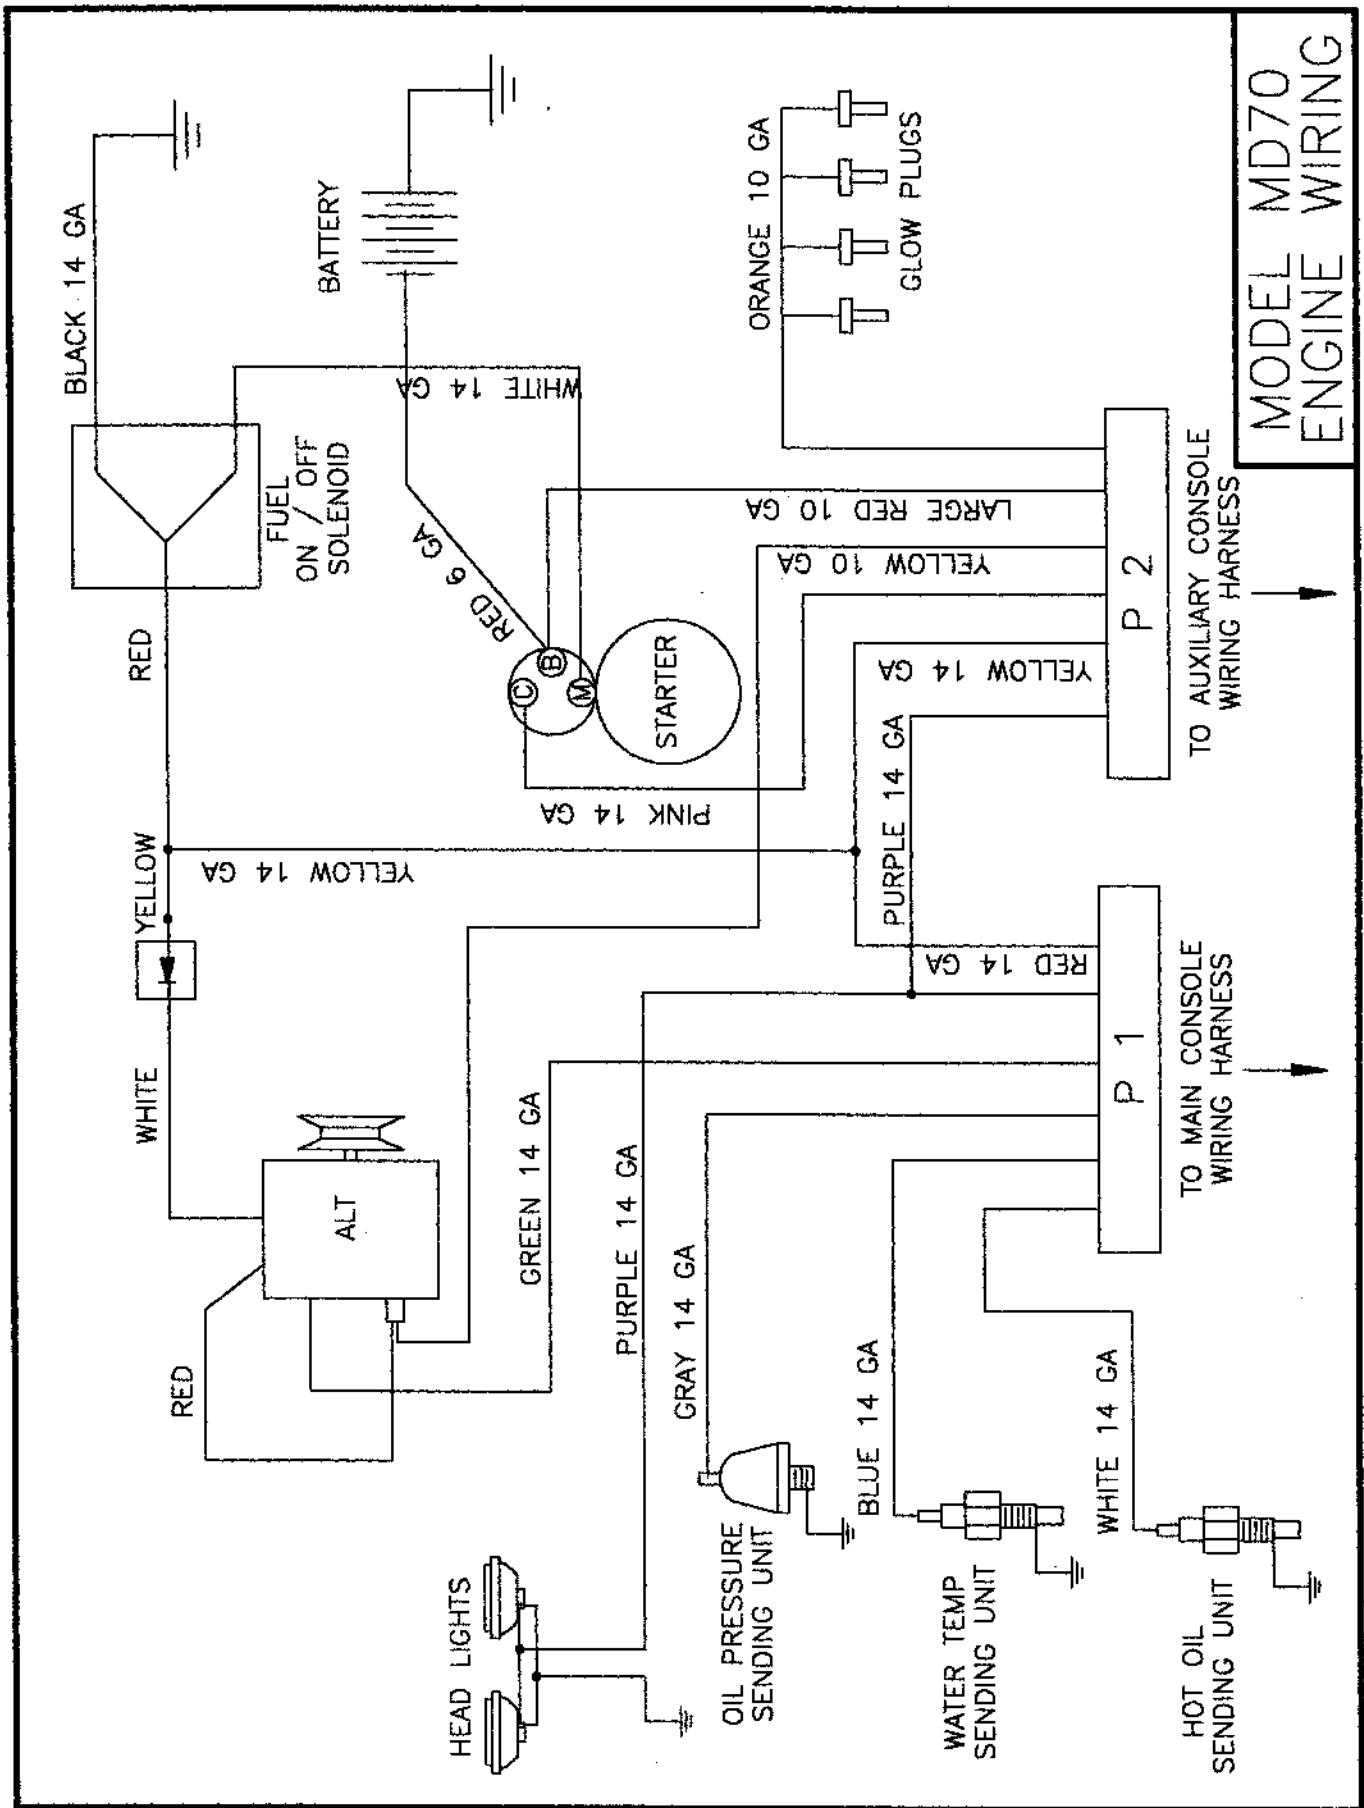 HEAD LIGHTS
RED
WHITE
YELLOW
RED
BLACK 14 GA
ALT
YELLOW 14 GA
FUEL
ON / OFF
SOLENOID
BATTERY
WHITE 14 GA
RED 6 GA
C
B
M
STARTER
PINK 14 GA
GREEN 14 GA
PURPLE 14 GA
GRAY 14 GA
OIL PRESSURE
SENDING UNIT
BLUE 14 GA
WATER TEMP
SENDING UNIT
WHITE 14 GA
HOT OIL
SENDING UNIT
ORANGE 10 GA
GLOW PLUGS
LARGE RED 10 GA
YELLOW 10 GA
YELLOW 14 GA
PURPLE 14 GA
RED 14 GA
P 1
TO MAIN CONSOLE
WIRING HARNESS
P 2
TO AUXILIARY CONSOLE
WIRING HARNESS
MODEL MD70
ENGINE WIRING